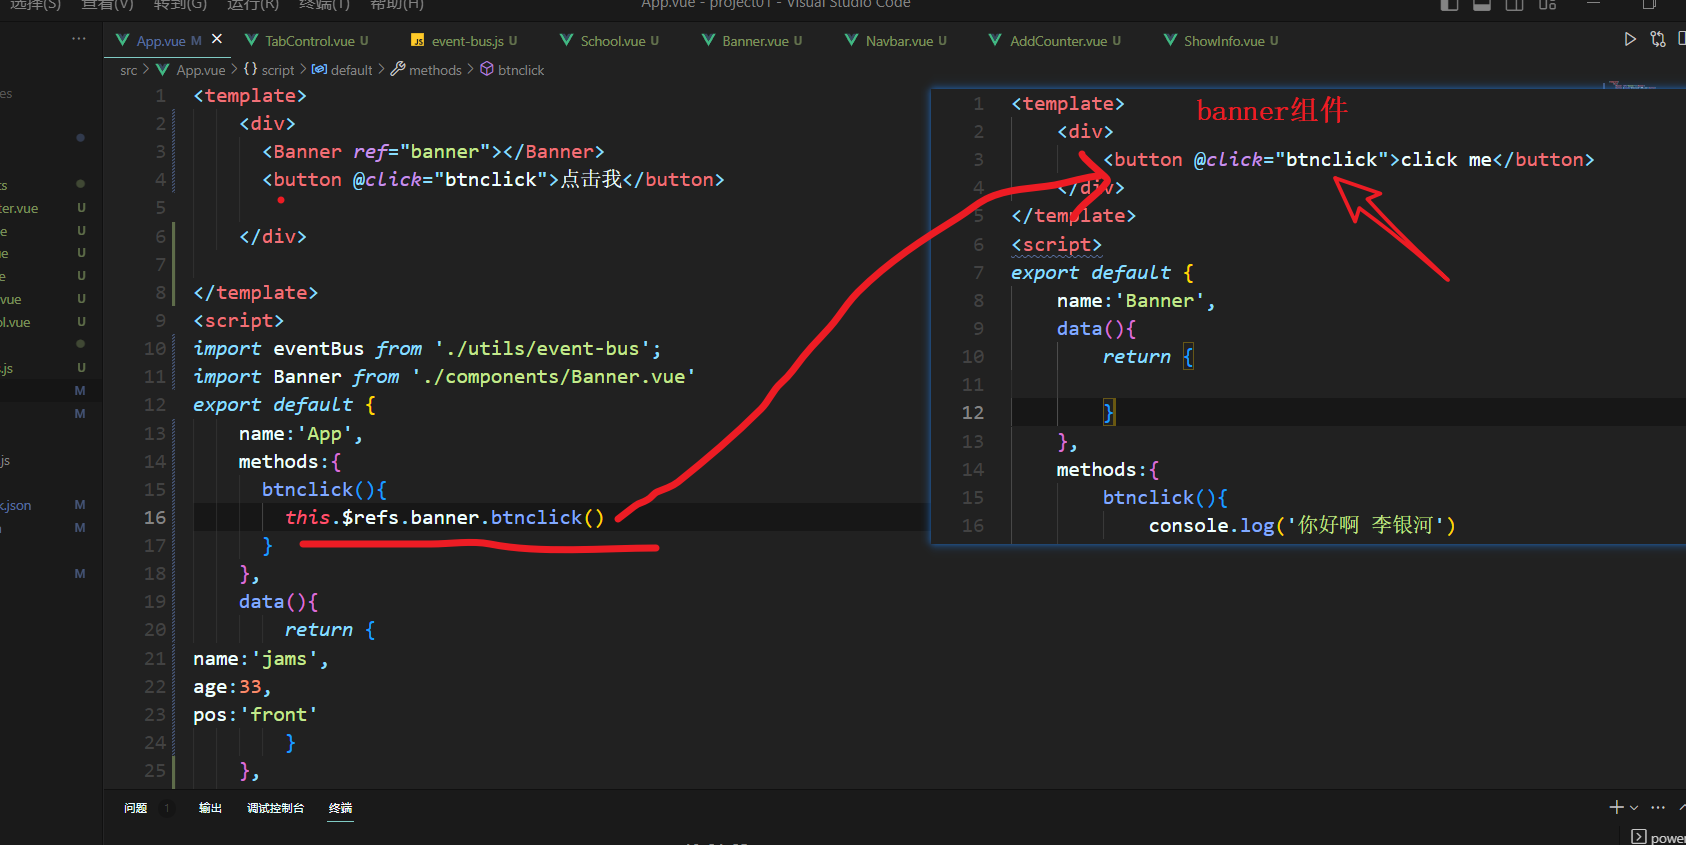 选择(S) 查看(V) 转到(G) 运行(R) 终端(T) 帮助(H) App.vue - project01 - Visual Studio Code
App.vue M TabControl.vue U event-bus.js U School.vue U Banner.vue U Navbar.vue U AddCounter.vue U ShowInfo.vue U
src > App.vue > {} script > default > methods > btnclick
ter.vue U
U
U
U
.vue U
ol.vue U
.js U
M
M
js
k.json M
M
M
1 <template>
2 <div>
3 <Banner ref="banner"></Banner>
4 <button @click="btnclick">点击我</button>
5
6 </div>
7
8 </template>
9 <script>
10 import eventBus from './utils/event-bus';
11 import Banner from './components/Banner.vue'
12 export default {
13 name:'App',
14 methods:{
15 btnclick(){
16 this.$refs.banner.btnclick()
17 }
18 },
19 data(){
20 return {
21 name:'jams',
22 age:33,
23 pos:'front'
24 }
25 },
banner组件
1 <template>
2 <div>
3 <button @click="btnclick">click me</button>
4 </div>
5 </template>
6 <script>
7 export default {
8 name:'Banner',
9 data(){
10 return {
11
12 }
13 },
14 methods:{
15 btnclick(){
16 console.log('你好啊 李银河')
问题 1 输出 调试控制台 终端
power